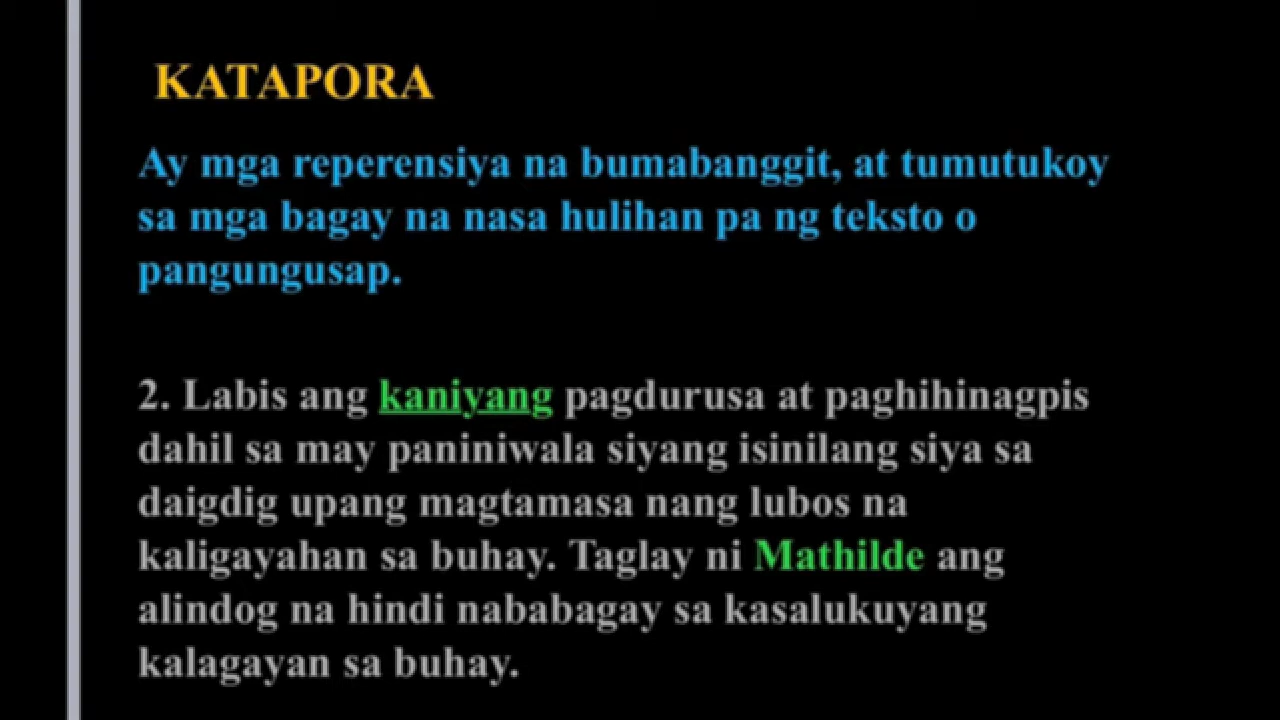 KATAPORA
Ay mga reperensiya na bumabanggit, at tumutukoy
sa mga bagay na nasa hulihan pa ng teksto o
pangungusap.
2. Labis ang kaniyang pagdurusa at paghihinagpis
dahil sa may paniniwala siyang isinilang siya sa
daigdig upang magtamasa nang lubos na
kaligayahan sa buhay. Taglay ni Mathilde ang
alindog na hindi nababagay sa kasalukuyang
kalagayan sa buhay.